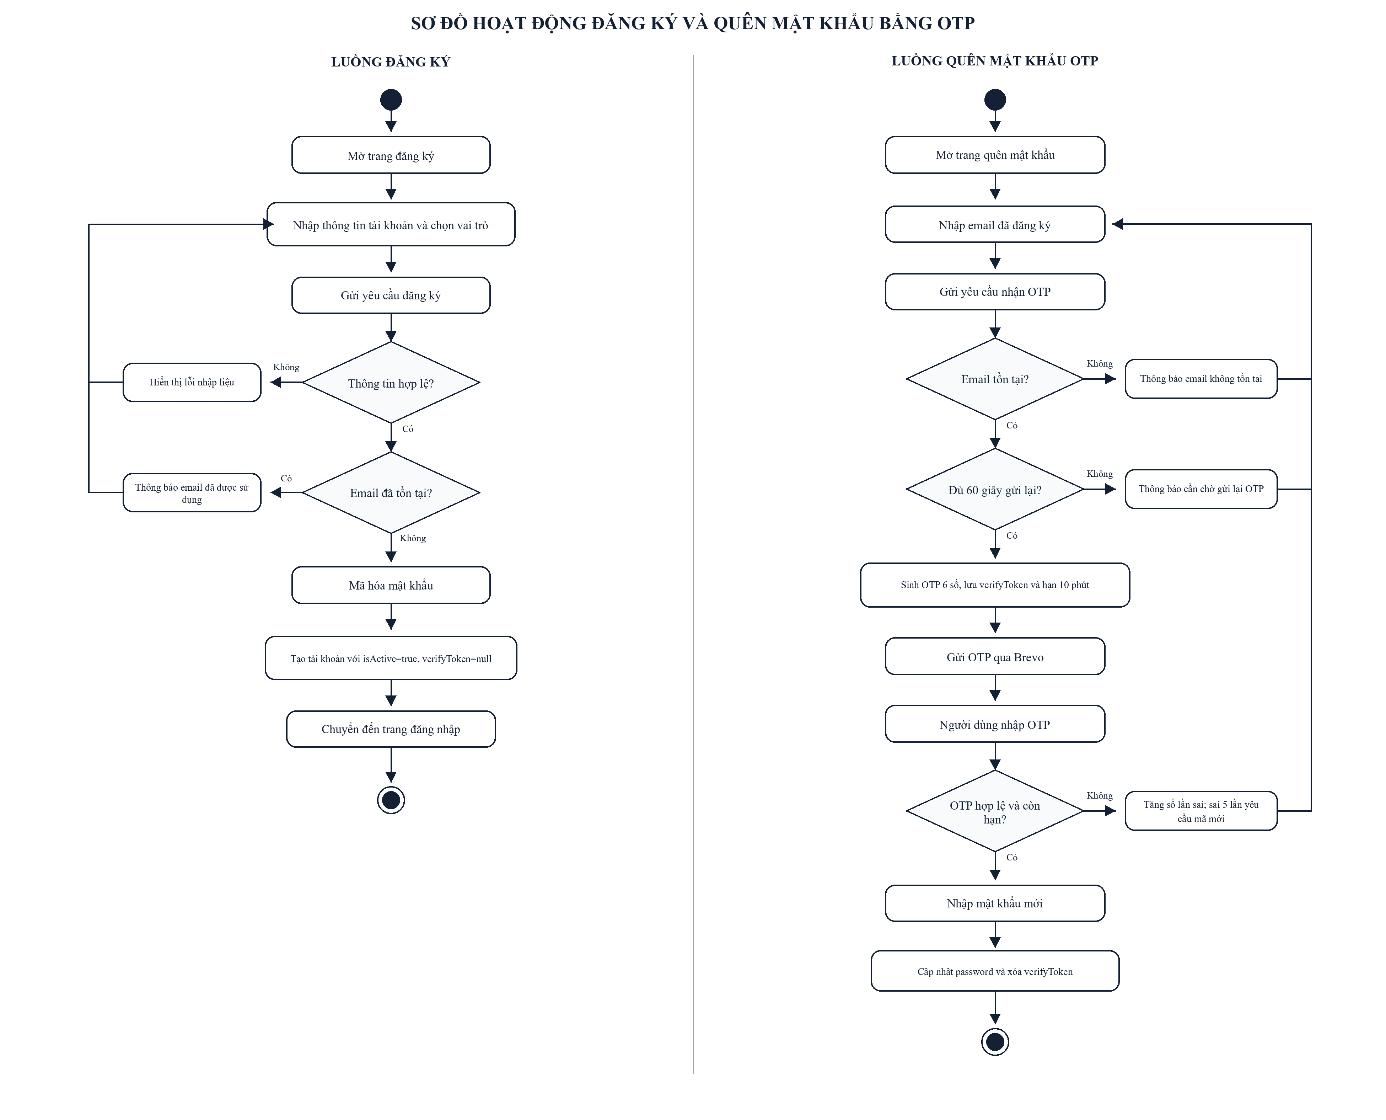 SƠ ĐỒ HOẠT ĐỘNG ĐĂNG KÝ VÀ QUÊN MẬT KHẨU BẰNG OTP
LUỒNG ĐĂNG KÝ
Mở trang đăng ký
Nhập thông tin tài khoản và chọn vai trò
Gửi yêu cầu đăng ký
Thông tin hợp lệ?
Không
Hiển thị lỗi nhập liệu
Có
Email đã tồn tại?
Có
Thông báo email đã được sử
dụng
Không
Mã hóa mật khẩu
Tạo tài khoản với isActive=true, verifyToken=null
Chuyển đến trang đăng nhập
LUỒNG QUÊN MẬT KHẨU OTP
Mở trang quên mật khẩu
Nhập email đã đăng ký
Gửi yêu cầu nhận OTP
Email tồn tại?
Không
Thông báo email không tồn tại
Có
Đủ 60 giây gửi lại?
Không
Thông báo cần chờ gửi lại OTP
Có
Sinh OTP 6 số, lưu verifyToken và hạn 10 phút
Gửi OTP qua Brevo
Người dùng nhập OTP
OTP hợp lệ và còn
hạn?
Không
Tăng số lần sai; sai 5 lần yêu
cầu mã mới
Có
Nhập mật khẩu mới
Cập nhật password và xóa verifyToken